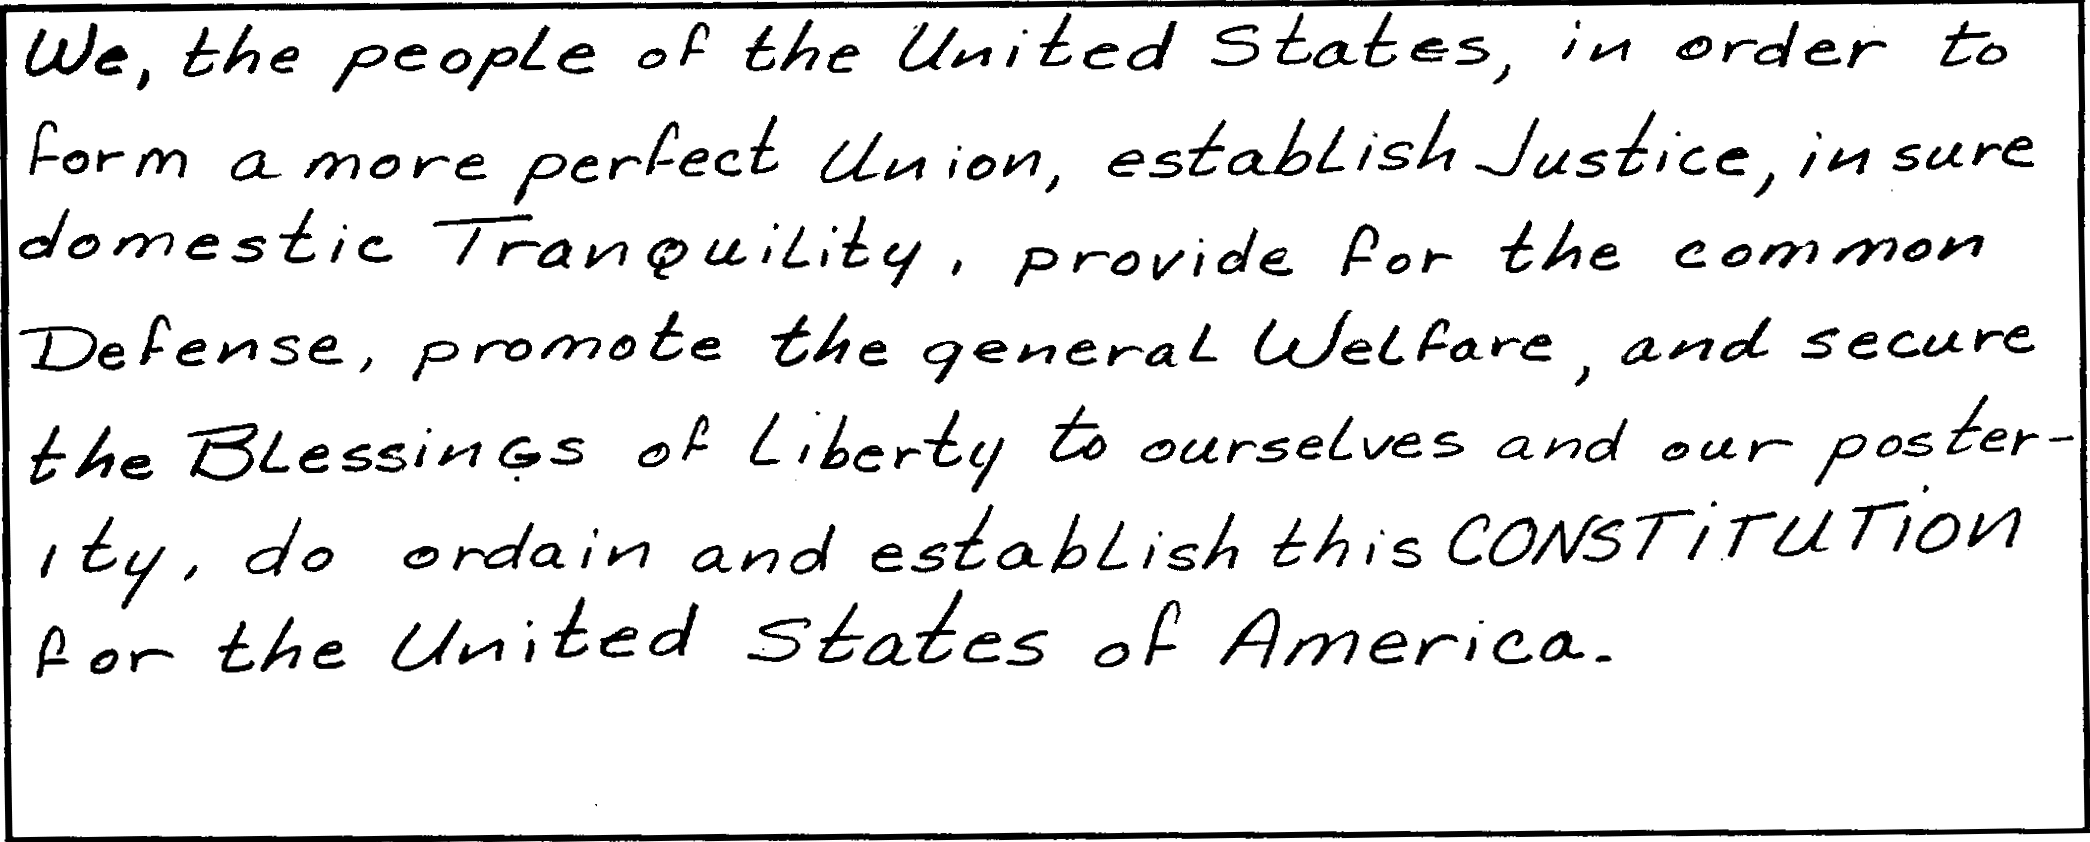 We, the people of the United States, in order to
form a more perfect Union, establish Justice, insure
domestic Tranquility, provide for the common
Defense, promote the general Welfare, and secure
the Blessings of Liberty to ourselves and our poster-
ity, do ordain and establish this CONSTITUTION
for the United States of America.